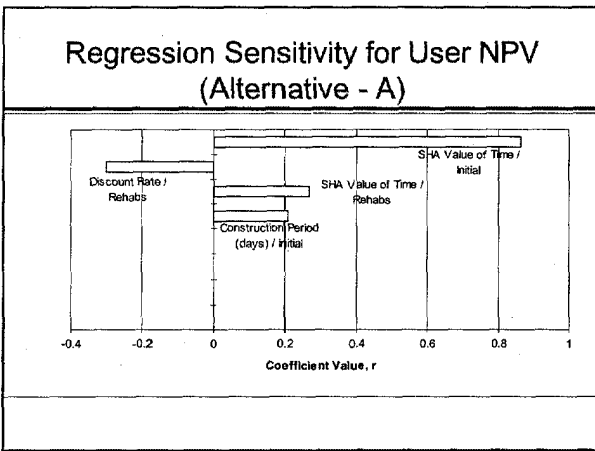 Regression Sensitivity for User NPV
(Alternative - A)
SHA Value of Time /
Initial
Discount Rate /
Rehabs
SHA Value of Time /
Rehabs
Construction Period
(days) / Initial
-0.4 -0.2 0 0.2 0.4 0.6 0.8 1
Coefficient Value, r